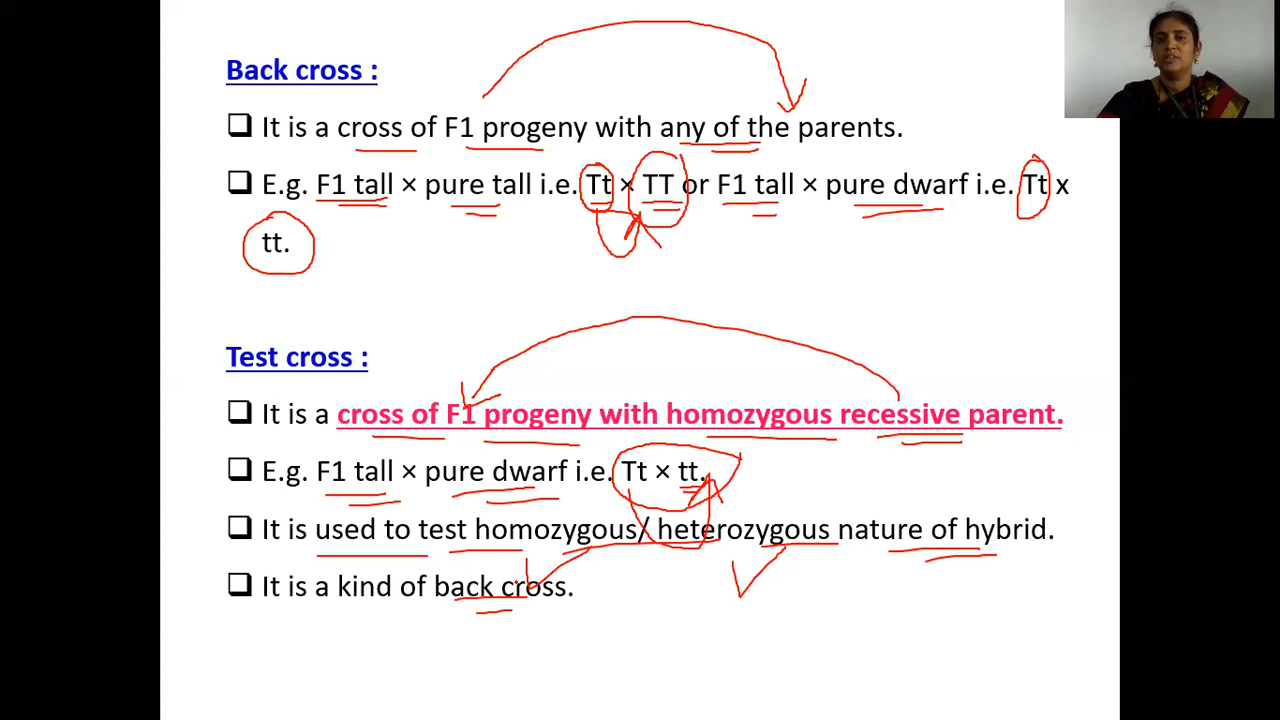 Back cross :
It is a cross of F1 progeny with any of the parents.
E.g. F1 tall × pure tall i.e. Tt × TT or F1 tall × pure dwarf i.e. Tt x
tt.
Test cross :
It is a cross of F1 progeny with homozygous recessive parent.
E.g. F1 tall × pure dwarf i.e. Tt × tt.
It is used to test homozygous/ heterozygous nature of hybrid.
It is a kind of back cross.